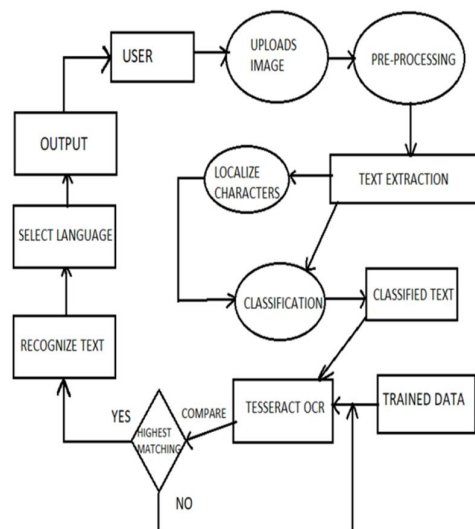 USER
UPLOADS
IMAGE
PRE-PROCESSING
OUTPUT
LOCALIZE
CHARACTERS
TEXT EXTRACTION
SELECT LANGUAGE
CLASSIFICATION
CLASSIFIED TEXT
RECOGNIZE TEXT
YES
HIGHEST
MATCHING
COMPARE
TESSERACT OCR
TRAINED DATA
NO